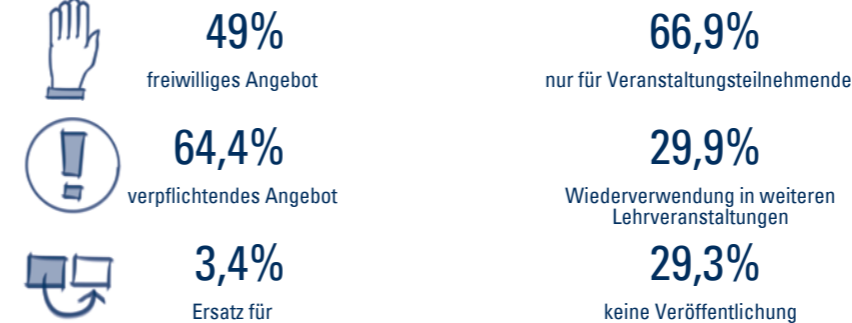 49%
freiwilliges Angebot
66,9%
nur für Veranstaltungsteilnehmende
64,4%
verpflichtendes Angebot
29,9%
Wiederverwendung in weiteren
Lehrveranstaltungen
3,4%
Ersatz für
29,3%
keine Veröffentlichung